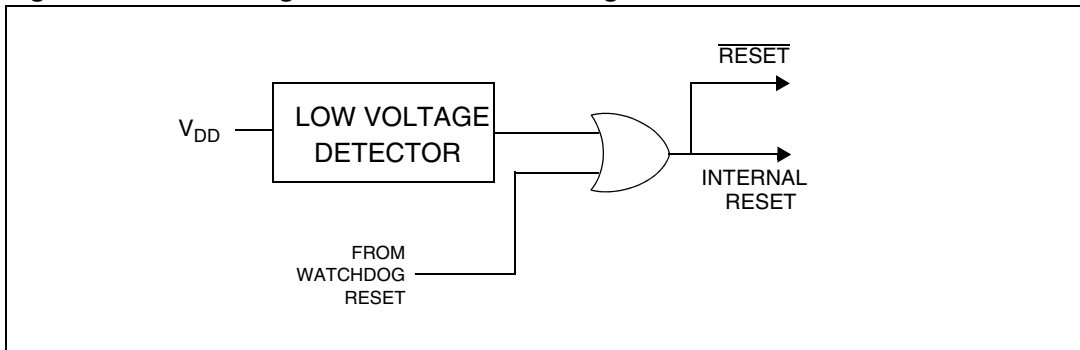 RESET
V_DD
LOW VOLTAGE
DETECTOR
INTERNAL
RESET
FROM
WATCHDOG
RESET